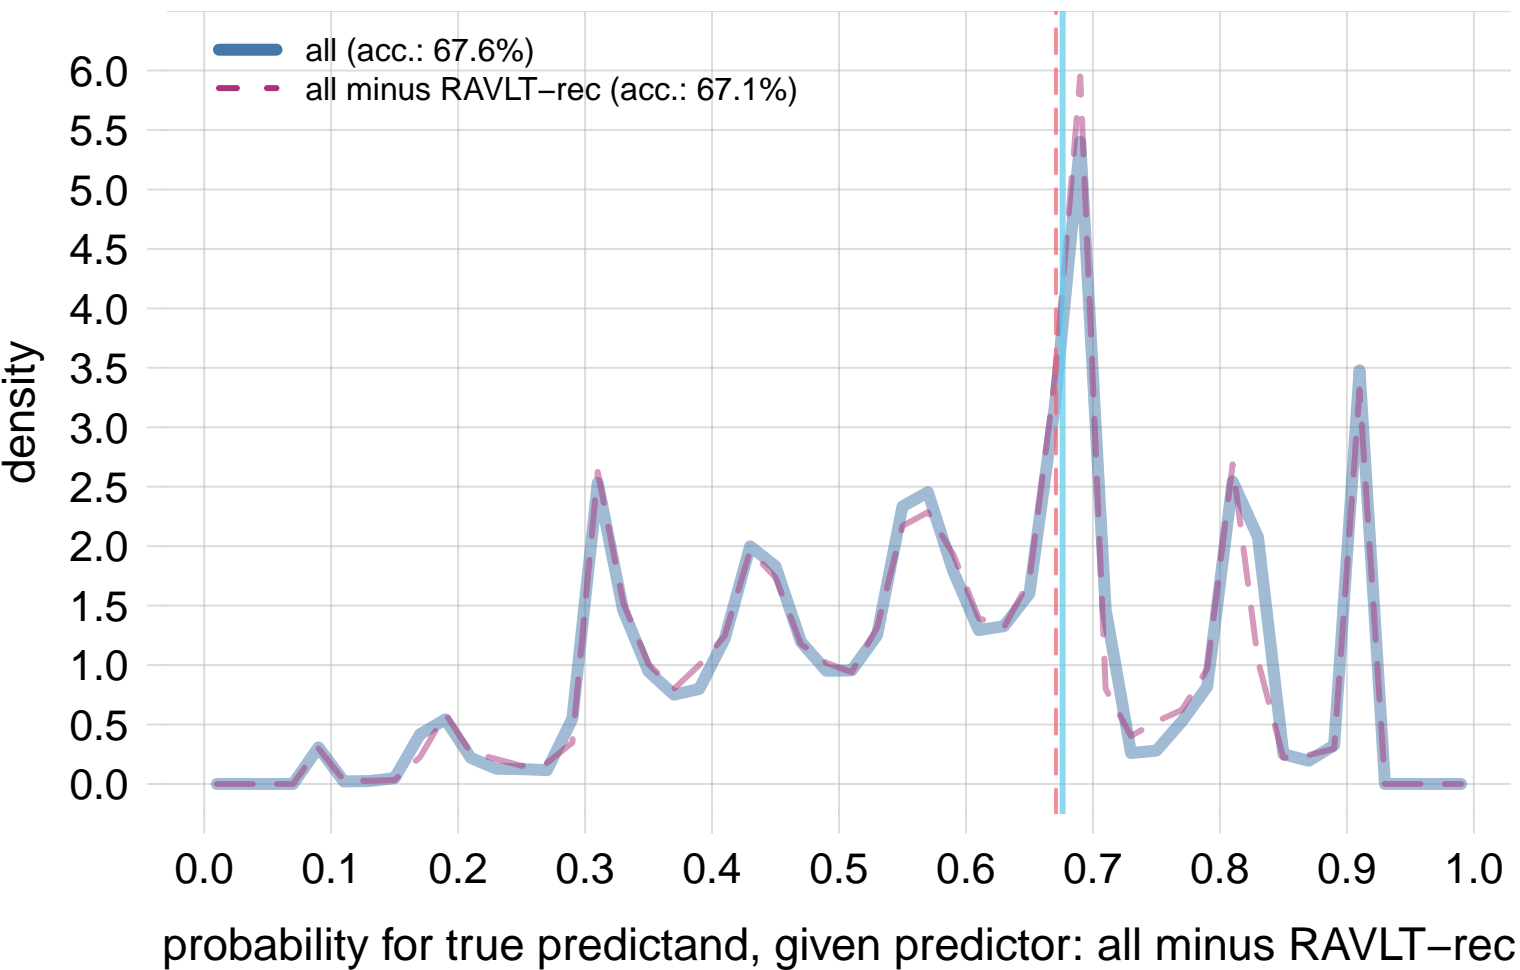 all (acc.: 67.6%)
all minus RAVLT−rec (acc.: 67.1%)
6.0
5.5
5.0
4.5
4.0
3.5
3.0
2.5
2.0
1.5
1.0
0.5
0.0
density
0.0 0.1 0.2 0.3 0.4 0.5 0.6 0.7 0.8 0.9 1.0
probability for true predictand, given predictor: all minus RAVLT−rec